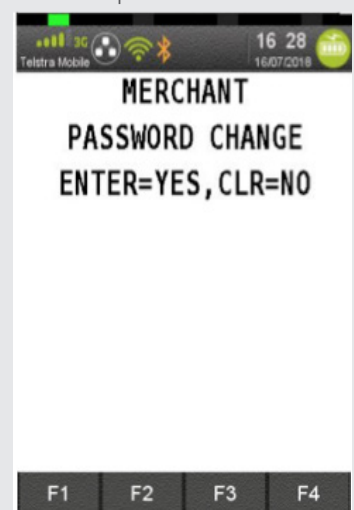 3G
Telstra Mobile
16 28
16/07/2018
MERCHANT
PASSWORD CHANGE
ENTER=YES,CLR=NO
F1 F2 F3 F4